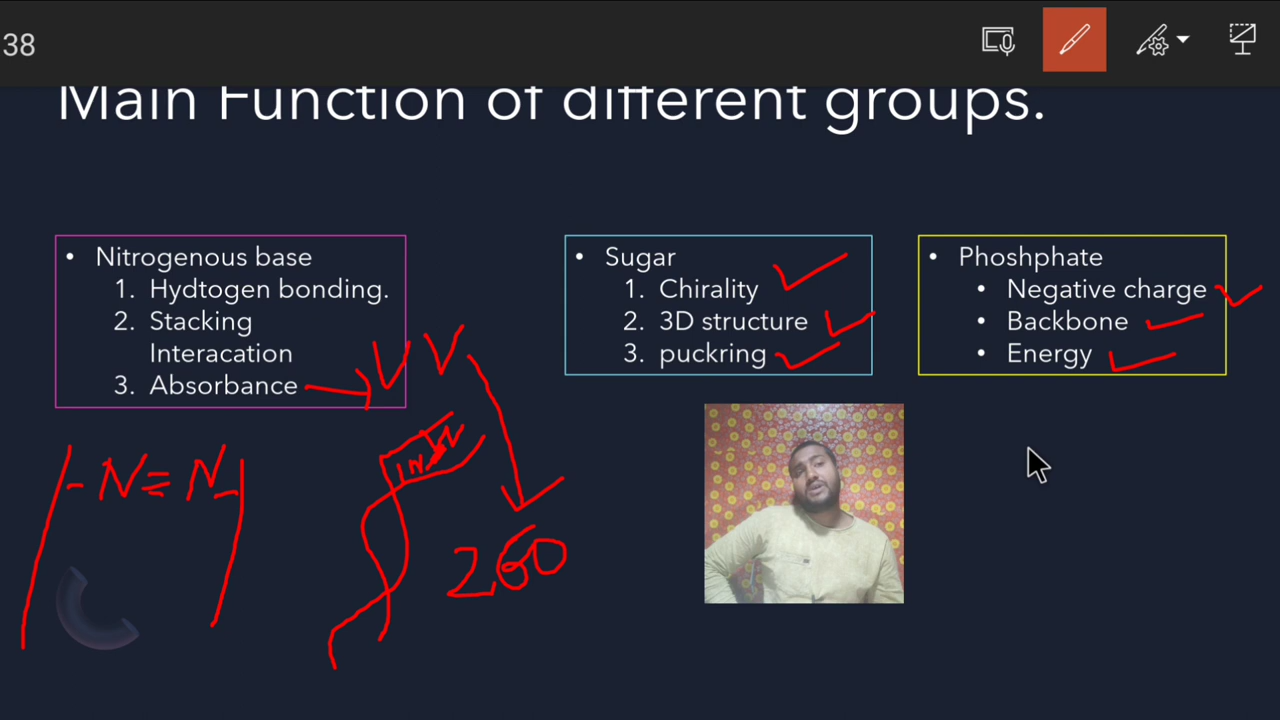 38
Main Function of different groups.
• Nitrogenous base
1. Hydtogen bonding.
2. Stacking
Interacation
3. Absorbance
UV
• Sugar
1. Chirality
2. 3D structure
3. puckring
• Phoshphate
• Negative charge
• Backbone
• Energy
-N≡N-
260